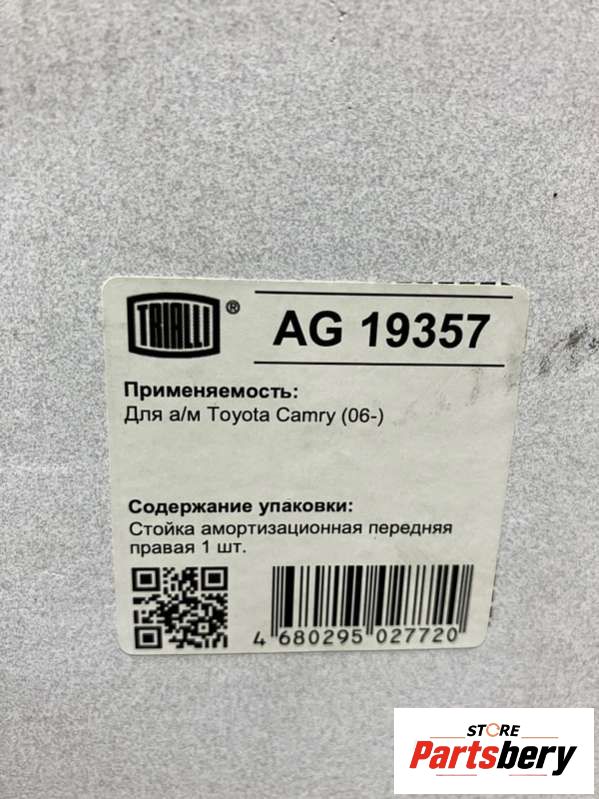 TRIALLI ®
AG 19357
Применяемость:
Для а/м Toyota Camry (06-)
Содержание упаковки:
Стойка амортизационная передняя
правая 1 шт.
4 680295 027720
STORE
Partsbery